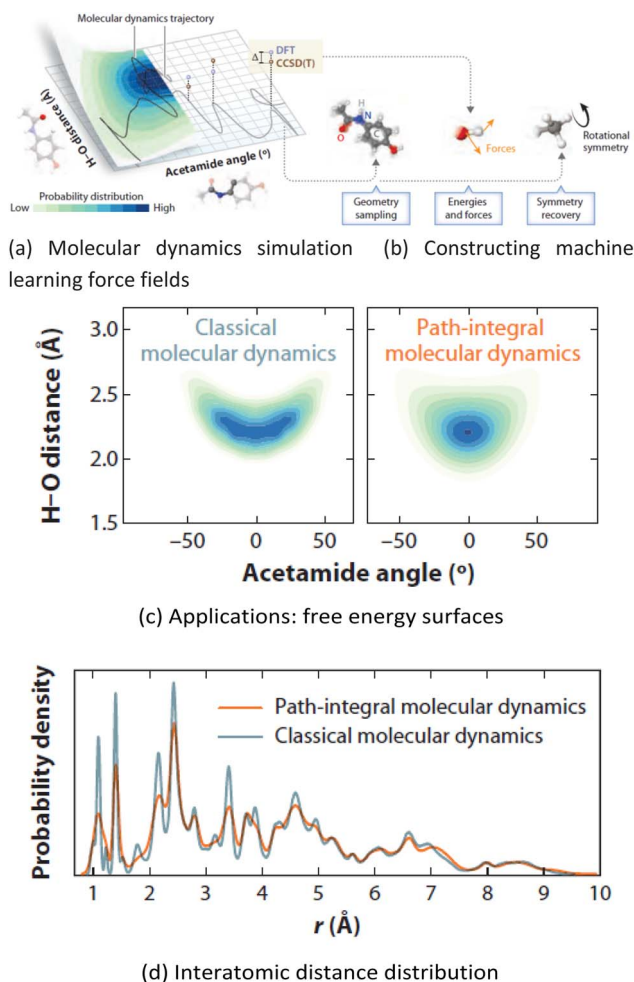 Molecular dynamics trajectory
Δ
DFT
CCSD(T)
H–O distance (Å)
Acetamide angle (º)
Probability distribution
Low
High
H
N
C
O
Forces
Rotational
symmetry
Geometry
sampling
Energies
and forces
Symmetry
recovery
(a) Molecular dynamics simulation
(b) Constructing machine
learning force fields
Classical
molecular dynamics
Path-integral
molecular dynamics
H–O distance (Å)
3.0
2.5
2.0
1.5
–50 0 50
–50 0 50
Acetamide angle (º)
(c) Applications: free energy surfaces
Probability density
Path-integral molecular dynamics
Classical molecular dynamics
1 2 3 4 5 6 7 8 9 10
r (Å)
(d) Interatomic distance distribution